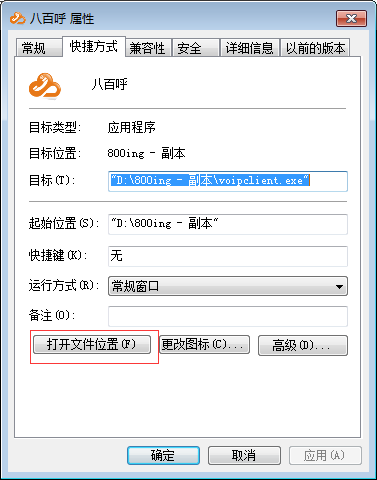 八百呼 属性
常规 快捷方式 兼容性 安全 详细信息 以前的版本
八百呼
目标类型: 应用程序
目标位置: 800ing - 副本
目标(T): "D:\800ing - 副本\voipclient.exe"
起始位置(S): "D:\800ing - 副本"
快捷键(K): 无
运行方式(R): 常规窗口
备注(O):
打开文件位置(F) 更改图标(C)... 高级(D)...
确定 取消 应用(A)